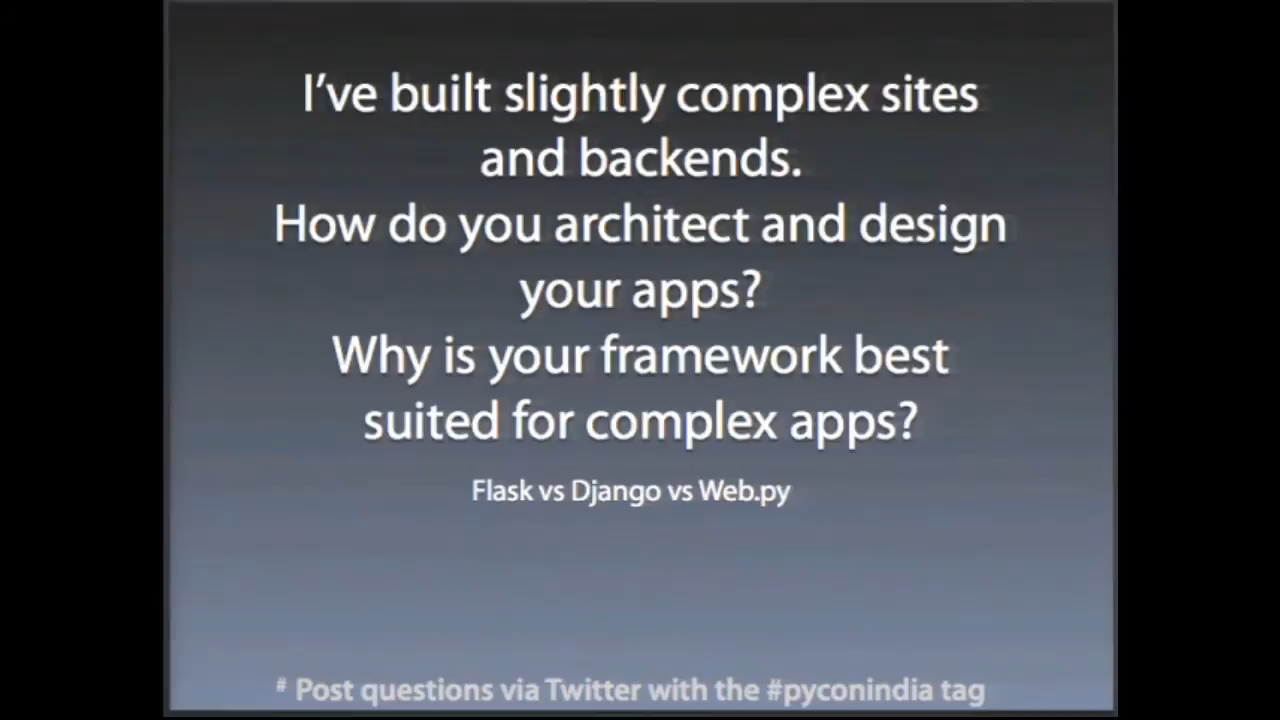 I've built slightly complex sites
and backends.
How do you architect and design
your apps?
Why is your framework best
suited for complex apps?
Flask vs Django vs Web.py
# Post questions via Twitter with the #pyconindia tag